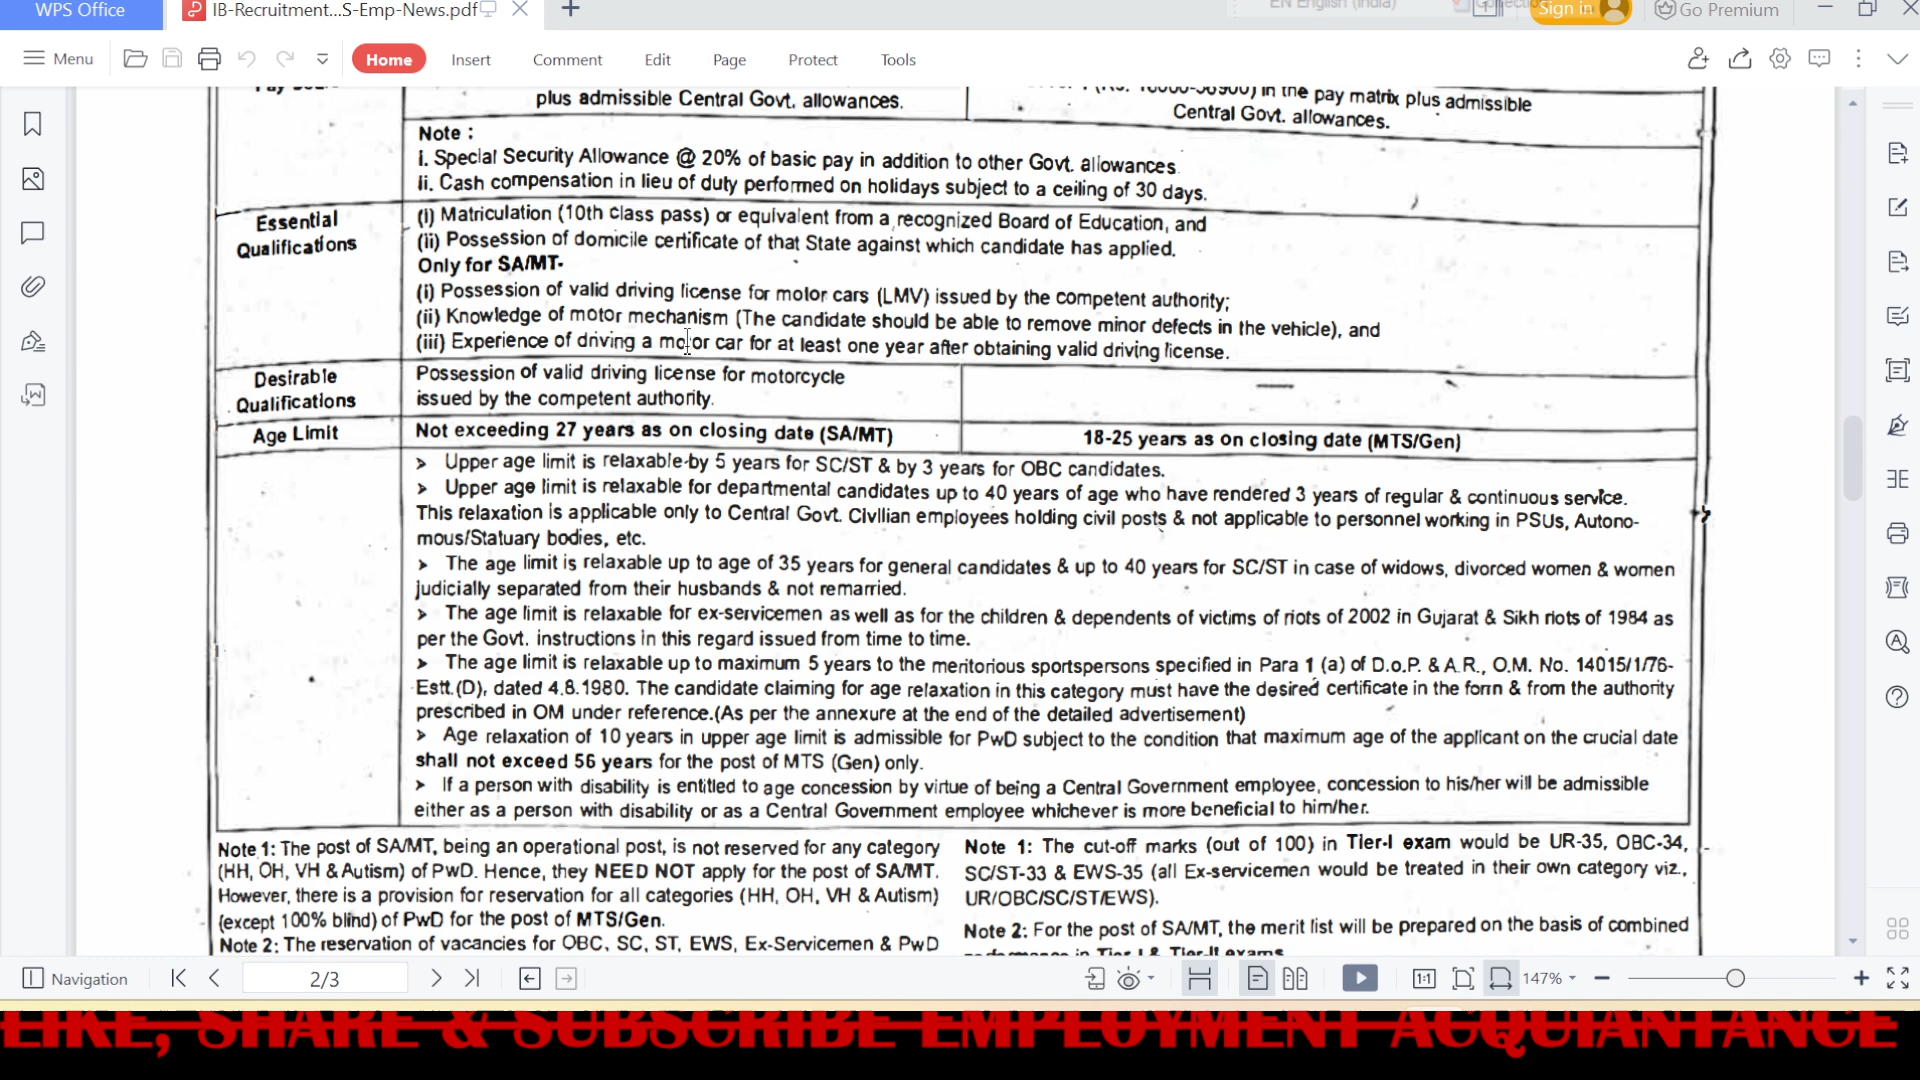 WPS Office
IB-Recruitment...S-Emp-News.pdf
EN English (India)
Sign in
Go Premium
Menu
Home
Insert
Comment
Edit
Page
Protect
Tools
plus admissible Central Govt. allowances.
in the pay matrix plus admissible
Central Govt. allowances.
Note :
i. Special Security Allowance @ 20% of basic pay in addition to other Govt. allowances.
ii. Cash compensation in lieu of duty performed on holidays subject to a ceiling of 30 days.
Essential
Qualifications
(i) Matriculation (10th class pass) or equivalent from a recognized Board of Education, and
(ii) Possession of domicile certificate of that State against which candidate has applied.
Only for SA/MT-
(i) Possession of valid driving license for motor cars (LMV) issued by the competent authority;
(ii) Knowledge of motor mechanism (The candidate should be able to remove minor defects in the vehicle), and
(iii) Experience of driving a motor car for at least one year after obtaining valid driving license.
Desirable
Qualifications
Possession of valid driving license for motorcycle
issued by the competent authority.
Age Limit
Not exceeding 27 years as on closing date (SA/MT)
18-25 years as on closing date (MTS/Gen)
➤ Upper age limit is relaxable by 5 years for SC/ST & by 3 years for OBC candidates.
➤ Upper age limit is relaxable for departmental candidates up to 40 years of age who have rendered 3 years of regular & continuous service.
This relaxation is applicable only to Central Govt. Civilian employees holding civil posts & not applicable to personnel working in PSUs, Autono-
mous/Statuary bodies, etc.
➤ The age limit is relaxable up to age of 35 years for general candidates & up to 40 years for SC/ST in case of widows, divorced women & women
judicially separated from their husbands & not remarried.
➤ The age limit is relaxable for ex-servicemen as well as for the children & dependents of victims of riots of 2002 in Gujarat & Sikh riots of 1984 as
per the Govt. instructions in this regard issued from time to time.
➤ The age limit is relaxable up to maximum 5 years to the meritorious sportspersons specified in Para 1 (a) of D.o.P. & A.R., O.M. No. 14015/1/76-
Estt.(D), dated 4.8.1980. The candidate claiming for age relaxation in this category must have the desired certificate in the form & from the authority
prescribed in OM under reference.(As per the annexure at the end of the detailed advertisement)
➤ Age relaxation of 10 years in upper age limit is admissible for PwD subject to the condition that maximum age of the applicant on the crucial date
shall not exceed 56 years for the post of MTS (Gen) only.
➤ If a person with disability is entitled to age concession by virtue of being a Central Government employee, concession to his/her will be admissible
either as a person with disability or as a Central Government employee whichever is more beneficial to him/her.
Note 1: The post of SA/MT, being an operational post, is not reserved for any category
(HH, OH, VH & Autism) of PwD. Hence, they NEED NOT apply for the post of SA/MT.
However, there is a provision for reservation for all categories (HH, OH, VH & Autism)
(except 100% blind) of PwD for the post of MTS/Gen.
Note 2: The reservation of vacancies for OBC, SC, ST, EWS, Ex-Servicemen & PwD
Note 1: The cut-off marks (out of 100) in Tier-I exam would be UR-35, OBC-34,
SC/ST-33 & EWS-35 (all Ex-servicemen would be treated in their own category viz.,
UR/OBC/SC/ST/EWS).
Note 2: For the post of SA/MT, the merit list will be prepared on the basis of combined
performance in Tier-I & Tier-II exams
Navigation
2/3
1:1
147%
LIKE, SHARE & SUBSCRIBE EMPLOYMENT ACQUIANTANCE